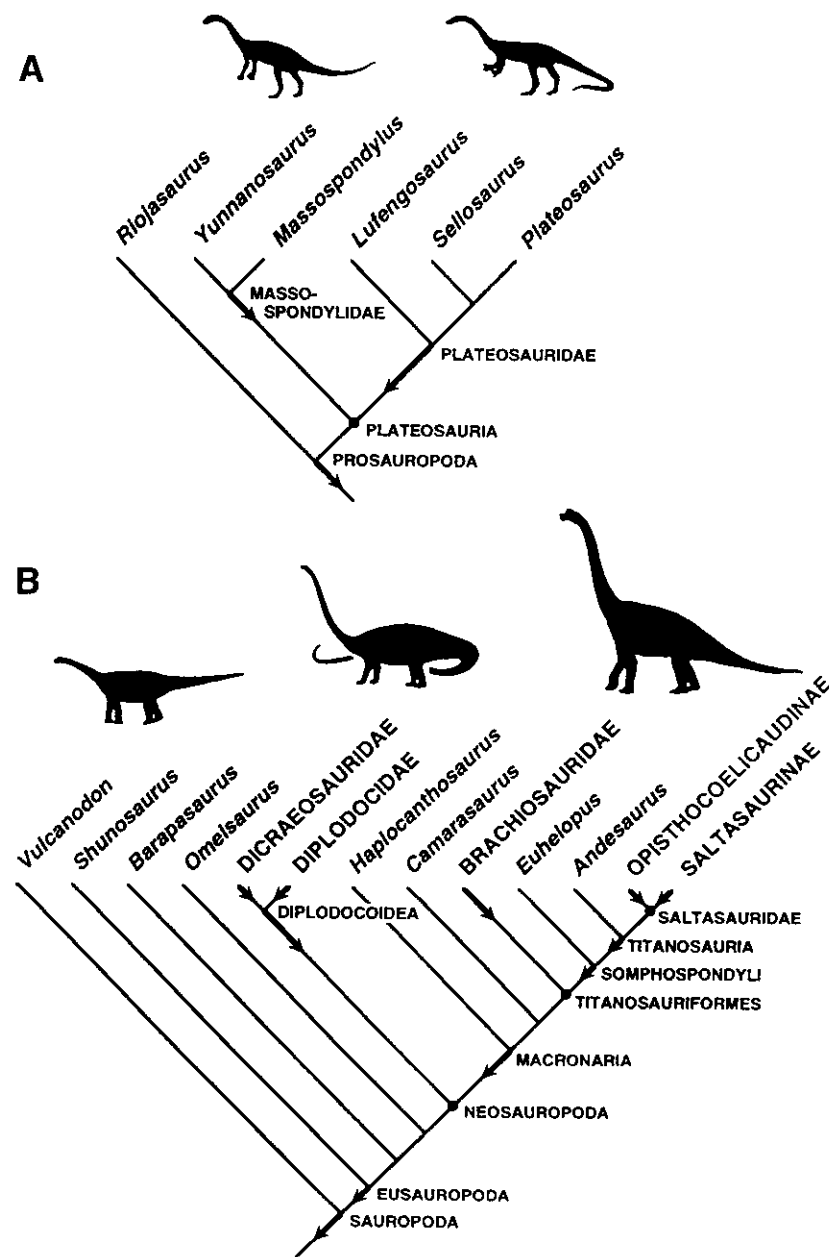 A
Riojasaurus
Yunnanosaurus
Massospondylus
Lufengosaurus
Sellosaurus
Plateosaurus
MASSO-
SPONDYLIDAE
PLATEOSAURIDAE
PLATEOSAURIA
PROSAUROPODA
B
Vulcanodon
Shunosaurus
Barapasaurus
Omeisaurus
DICRAEOSAURIDAE
DIPLODOCIDAE
Haplocanthosaurus
Camarasaurus
BRACHIOSAURIDAE
Euhelopus
Andesaurus
OPISTHOCOELICAUDINAE
SALTASAURINAE
DIPLODOCOIDEA
SALTASAURIDAE
TITANOSAURIA
SOMPHOSPONDYLI
TITANOSAURIFORMES
MACRONARIA
NEOSAUROPODA
EUSAUROPODA
SAUROPODA